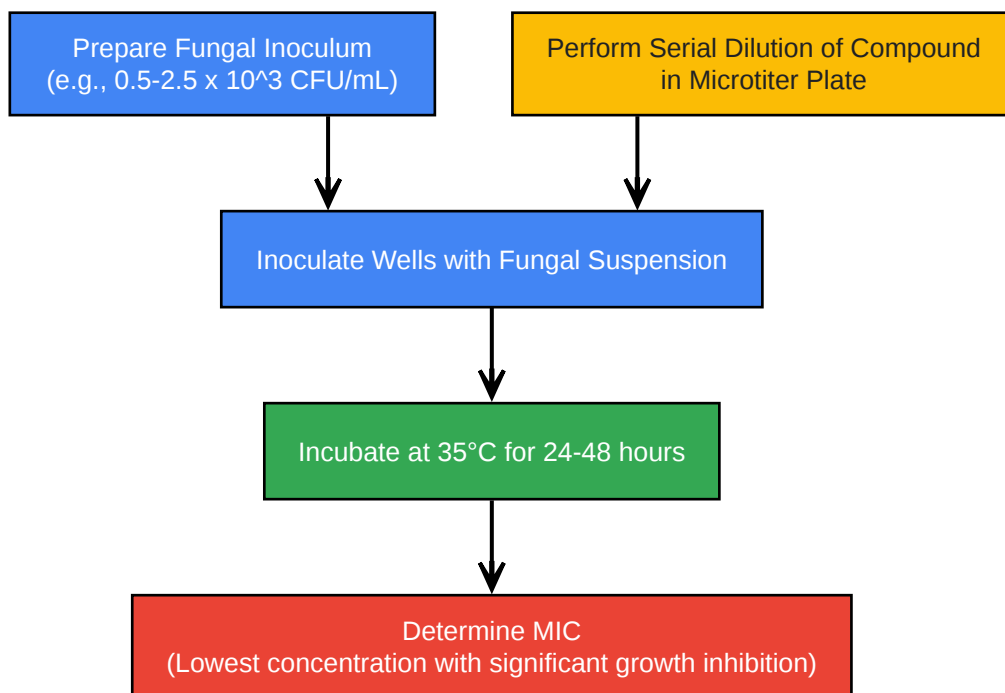 Prepare Fungal Inoculum
(e.g., 0.5-2.5 x 10^3 CFU/mL)
Perform Serial Dilution of Compound
in Microtiter Plate
Inoculate Wells with Fungal Suspension
Incubate at 35°C for 24-48 hours
Determine MIC
(Lowest concentration with significant growth inhibition)